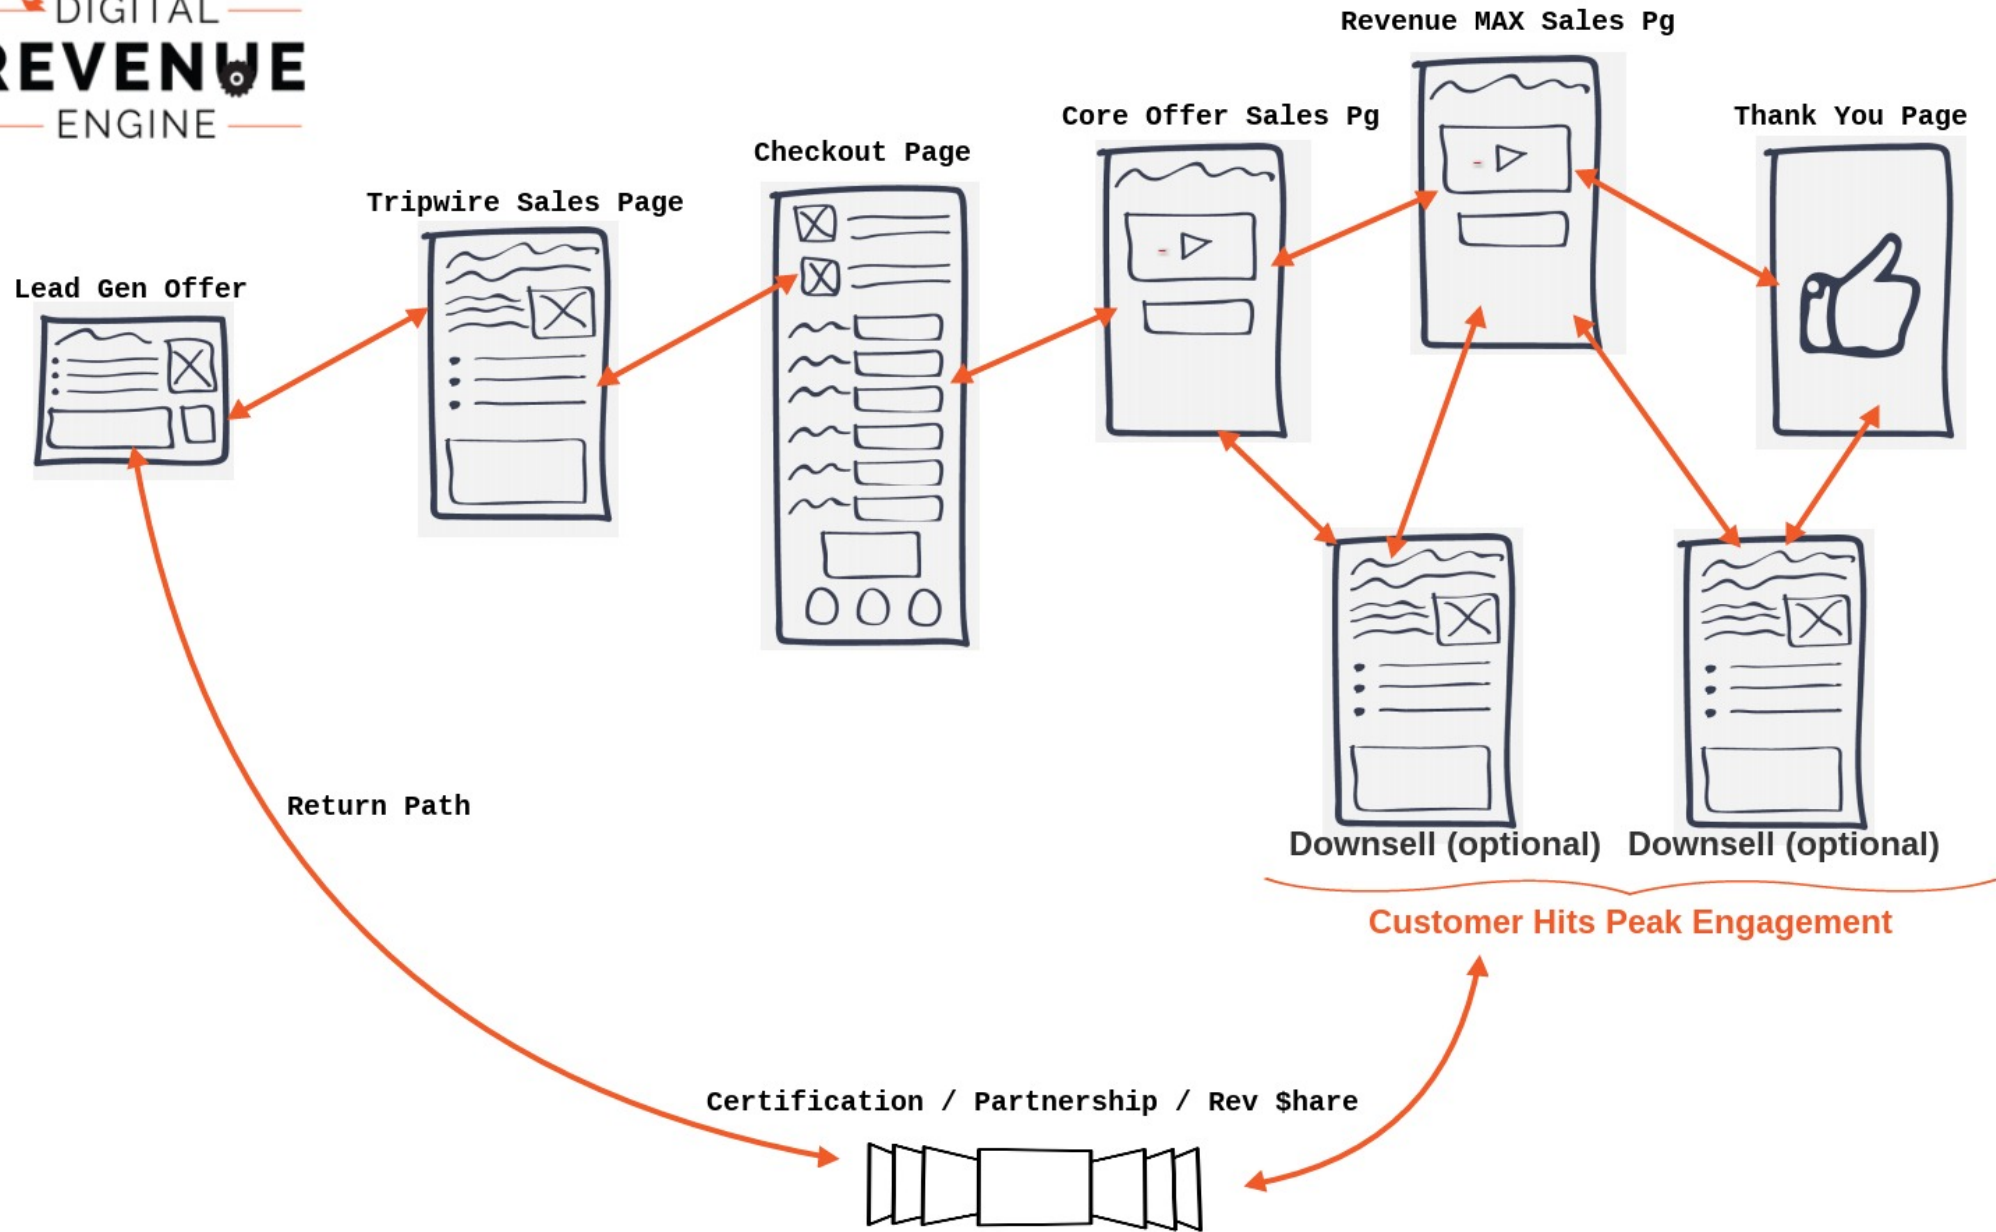 DIGITAL
REVENUE
ENGINE
Revenue MAX Sales Pg
Core Offer Sales Pg
Thank You Page
Checkout Page
Tripwire Sales Page
Lead Gen Offer
Return Path
Downsell (optional)
Downsell (optional)
Customer Hits Peak Engagement
Certification / Partnership / Rev $hare